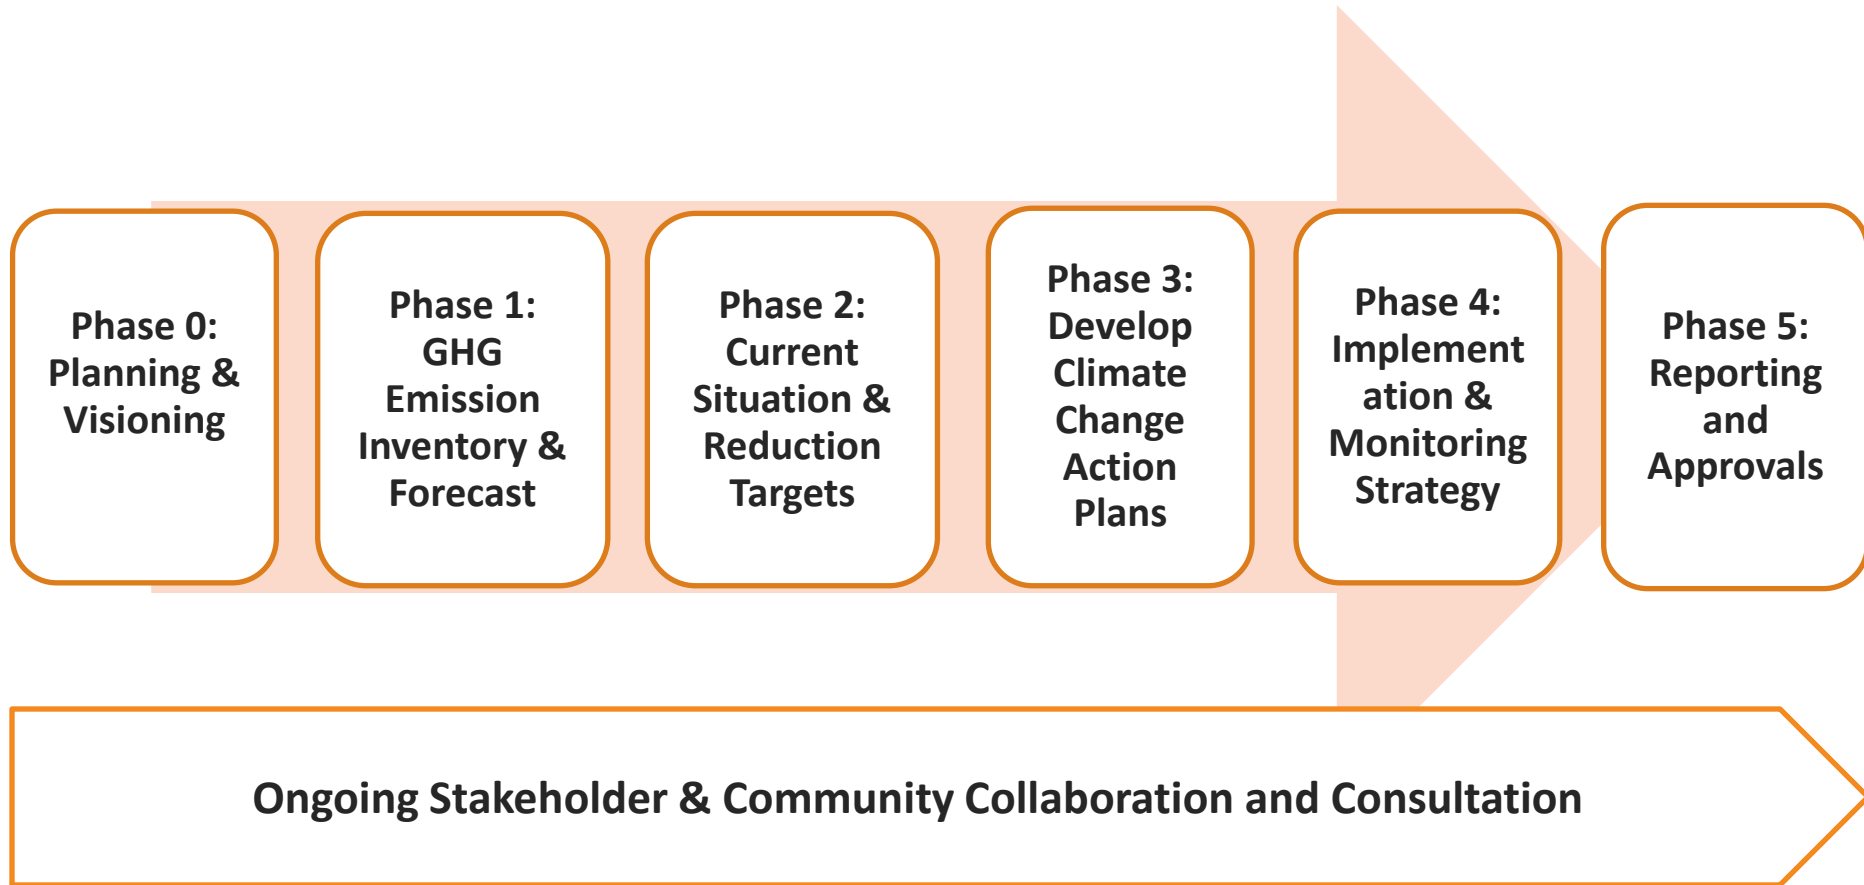 Phase 0:
Planning &
Visioning
Phase 1:
GHG
Emission
Inventory &
Forecast
Phase 2:
Current
Situation &
Reduction
Targets
Phase 3:
Develop
Climate
Change
Action
Plans
Phase 4:
Implement
ation &
Monitoring
Strategy
Phase 5:
Reporting
and
Approvals
Ongoing Stakeholder & Community Collaboration and Consultation